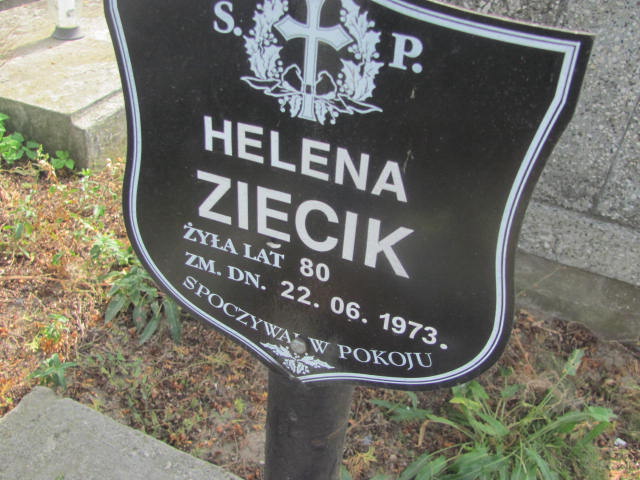 Ś. P.
HELENA
ZIĘCIK
ŻYŁA LAT 80
ZM. DN. 22. 06. 1973.
SPOCZYWAJ W POKOJU